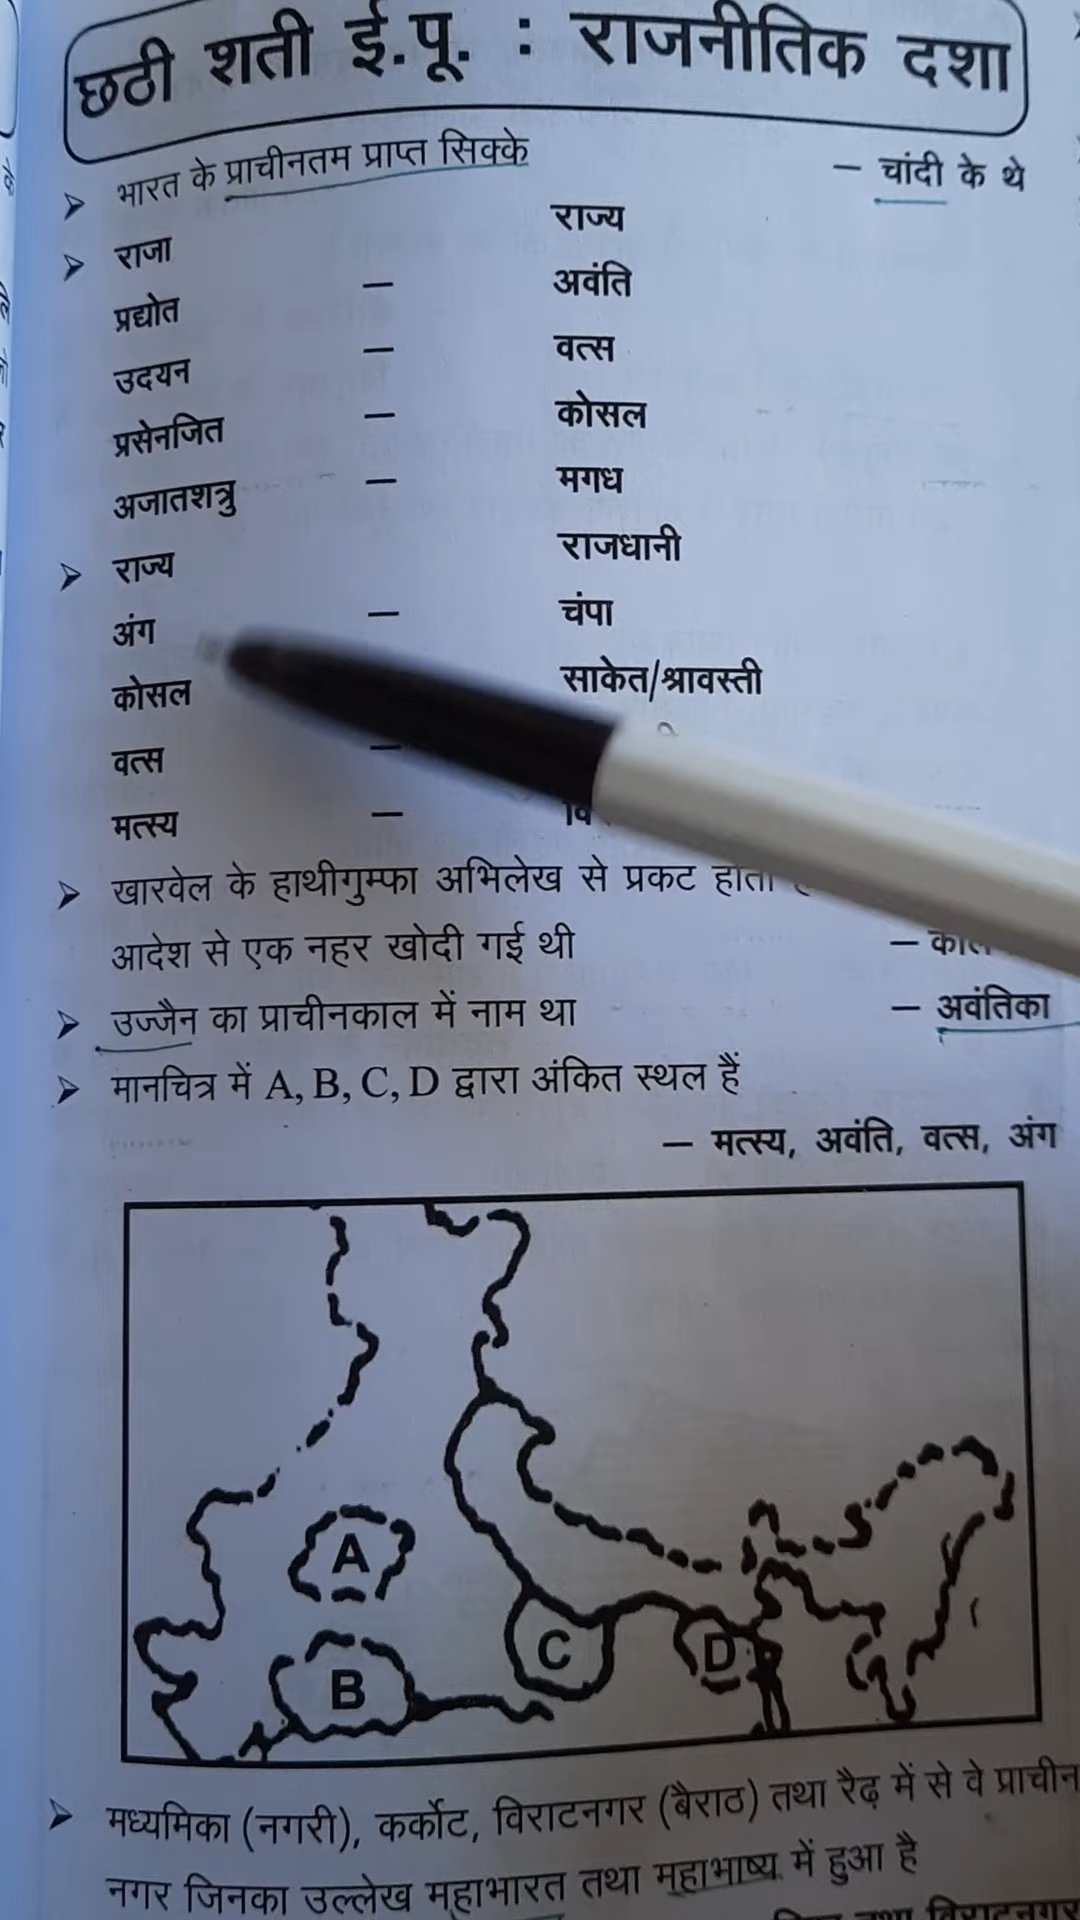 छठी शती ई.पू. : राजनीतिक दशा
➢ भारत के प्राचीनतम प्राप्त सिक्के – चांदी के थे
➢ राजा राज्य
प्रद्योत – अवंति
उदयन – वत्स
प्रसेनजित – कोसल
अजातशत्रु – मगध
➢ राज्य राजधानी
अंग – चंपा
कोसल साकेत/श्रावस्ती
वत्स –
मत्स्य –
➢ खारवेल के हाथीगुम्फा अभिलेख से प्रकट होता
आदेश से एक नहर खोदी गई थी –
➢ उज्जैन का प्राचीनकाल में नाम था – अवंतिका
➢ मानचित्र में A, B, C, D द्वारा अंकित स्थल हैं
– मत्स्य, अवंति, वत्स, अंग
A
B
C
D
➢ मध्यमिका (नगरी), कर्कोट, विराटनगर (बैराठ) तथा रैढ़ में से वे प्राचीन
नगर जिनका उल्लेख महाभारत तथा महाभाष्य में हुआ है
तथा विराटनगर